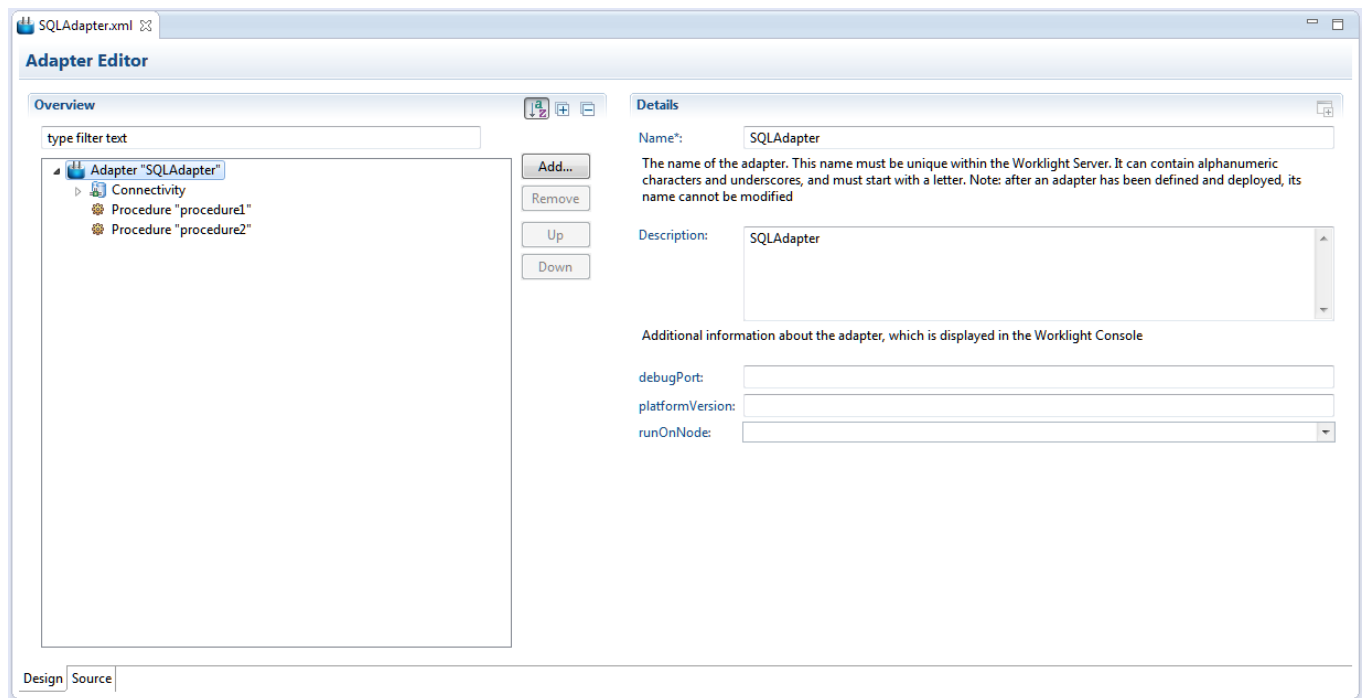 SQLAdapter.xml
Adapter Editor
Overview
type filter text
Adapter "SQLAdapter"
Connectivity
Procedure "procedure1"
Procedure "procedure2"
Add...
Remove
Up
Down
Details
Name*:
SQLAdapter
The name of the adapter. This name must be unique within the Worklight Server. It can contain alphanumeric
characters and underscores, and must start with a letter. Note: after an adapter has been defined and deployed, its
name cannot be modified
Description:
SQLAdapter
Additional information about the adapter, which is displayed in the Worklight Console
debugPort:
platformVersion:
runOnNode:
Design
Source